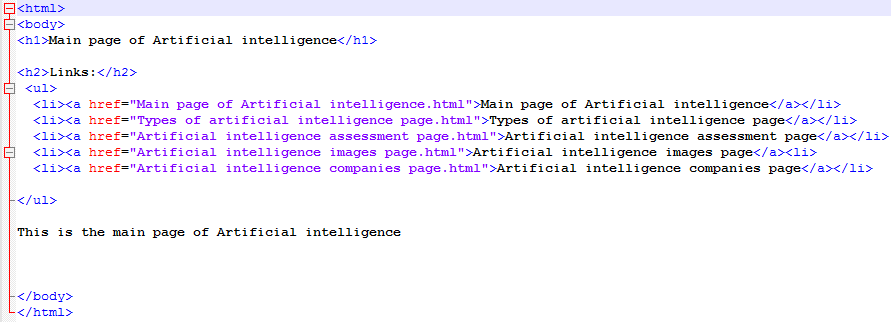 <html>
<body>
<h1>Main page of Artificial intelligence</h1>
<h2>Links:</h2>
<ul>
<li><a href="Main page of Artificial intelligence.html">Main page of Artificial intelligence</a></li>
<li><a href="Types of artificial intelligence page.html">Types of artificial intelligence page</a></li>
<li><a href="Artificial intelligence assessment page.html">Artificial intelligence assessment page</a></li>
<li><a href="Artificial intelligence images page.html">Artificial intelligence images page</a><li>
<li><a href="Artificial intelligence companies page.html">Artificial intelligence companies page</a></li>
</ul>
This is the main page of Artificial intelligence
</body>
</html>